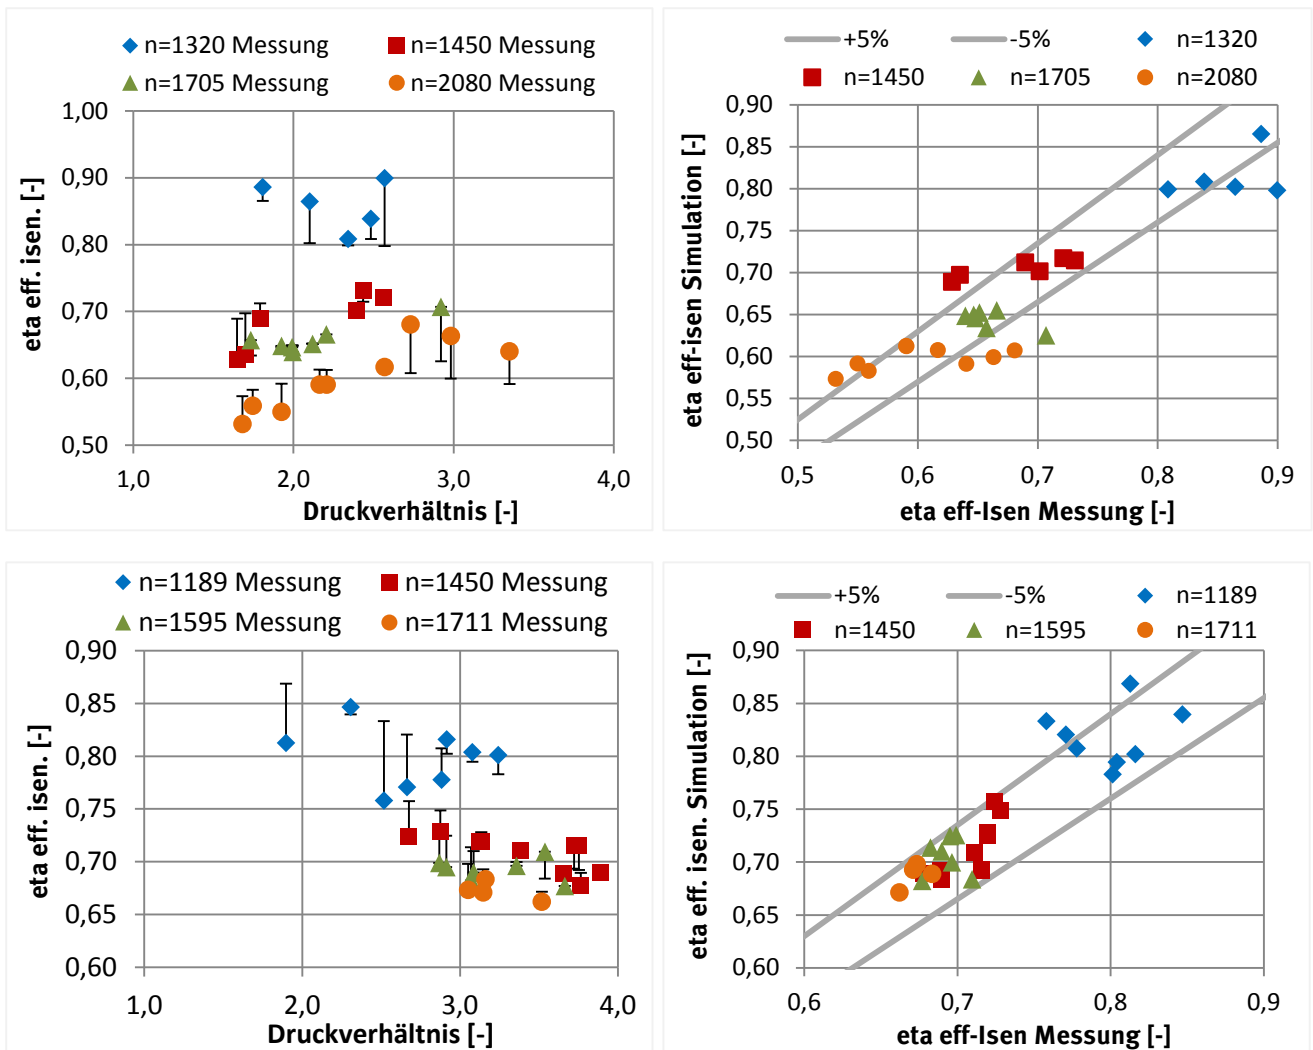 n=1320 Messung n=1450 Messung
n=1705 Messung n=2080 Messung
eta eff. isen. [-]
1,00
0,90
0,80
0,70
0,60
0,50
1,0 2,0 3,0 4,0
Druckverhältnis [-]
+5% -5% n=1320
n=1450 n=1705 n=2080
eta eff-isen Simulation [-]
0,90
0,85
0,80
0,75
0,70
0,65
0,60
0,55
0,50
0,5 0,6 0,7 0,8 0,9
eta eff-Isen Messung [-]
n=1189 Messung n=1450 Messung
n=1595 Messung n=1711 Messung
eta eff. isen. [-]
0,90
0,85
0,80
0,75
0,70
0,65
0,60
1,0 2,0 3,0 4,0
Druckverhältnis [-]
+5% -5% n=1189
n=1450 n=1595 n=1711
eta eff. isen. Simulation [-]
0,90
0,85
0,80
0,75
0,70
0,65
0,60
0,6 0,7 0,8 0,9
eta eff-Isen Messung [-]